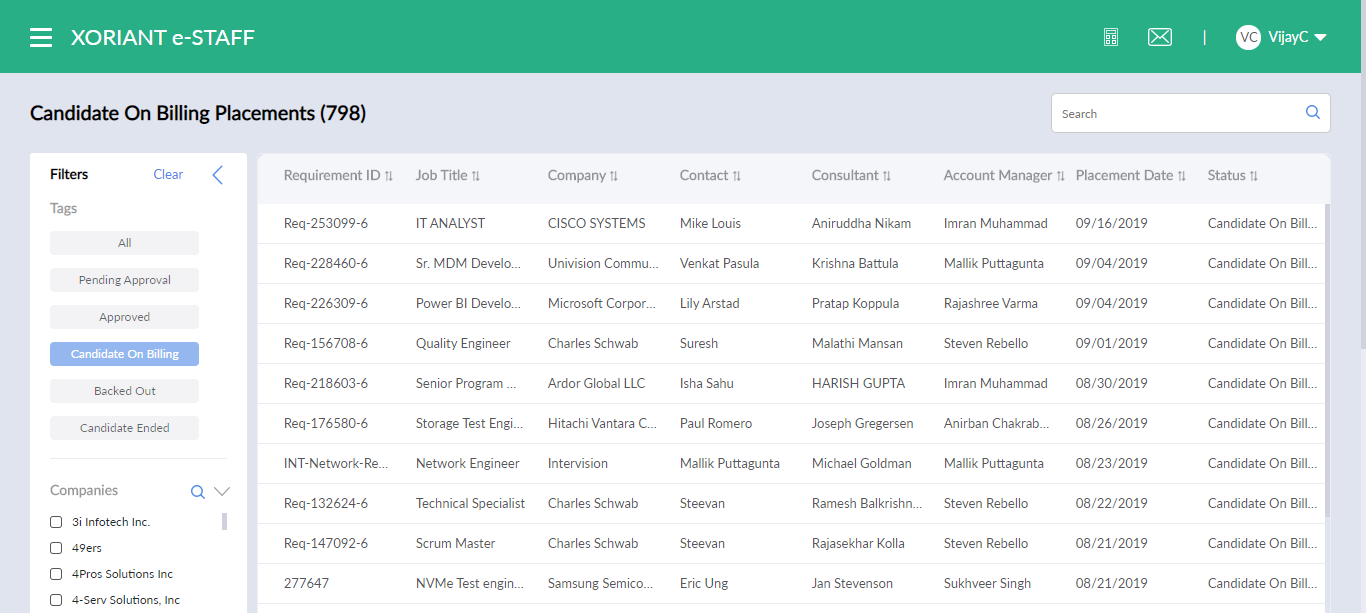 XORIANT e-STAFF
| VC VijayC
Candidate On Billing Placements (798)
Search
Filters Clear
Tags
All
Pending Approval
Approved
Candidate On Billing
Backed Out
Candidate Ended
Companies
3i Infotech Inc.
49ers
4Pros Solutions Inc
4-Serv Solutions, Inc
Requirement ID Job Title Company Contact Consultant Account Manager Placement Date Status
Req-253099-6 IT ANALYST CISCO SYSTEMS Mike Louis Aniruddha Nikam Imran Muhammad 09/16/2019 Candidate On Bill...
Req-228460-6 Sr. MDM Develo... Univision Commu... Venkat Pasula Krishna Battula Mallik Puttagunta 09/04/2019 Candidate On Bill...
Req-226309-6 Power BI Develo... Microsoft Corpor... Lily Arstad Pratap Koppula Rajashree Varma 09/04/2019 Candidate On Bill...
Req-156708-6 Quality Engineer Charles Schwab Suresh Malathi Mansan Steven Rebello 09/01/2019 Candidate On Bill...
Req-218603-6 Senior Program ... Ardor Global LLC Isha Sahu HARISH GUPTA Imran Muhammad 08/30/2019 Candidate On Bill...
Req-176580-6 Storage Test Engi... Hitachi Vantara C... Paul Romero Joseph Gregersen Anirban Chakrab... 08/26/2019 Candidate On Bill...
INT-Network-Re... Network Engineer Intervision Mallik Puttagunta Michael Goldman Mallik Puttagunta 08/23/2019 Candidate On Bill...
Req-132624-6 Technical Specialist Charles Schwab Steevan Ramesh Balkrishn... Steven Rebello 08/22/2019 Candidate On Bill...
Req-147092-6 Scrum Master Charles Schwab Steevan Rajasekhar Kolla Steven Rebello 08/21/2019 Candidate On Bill...
277647 NVMe Test engin... Samsung Semico... Eric Ung Jan Stevenson Sukhveer Singh 08/21/2019 Candidate On Bill...